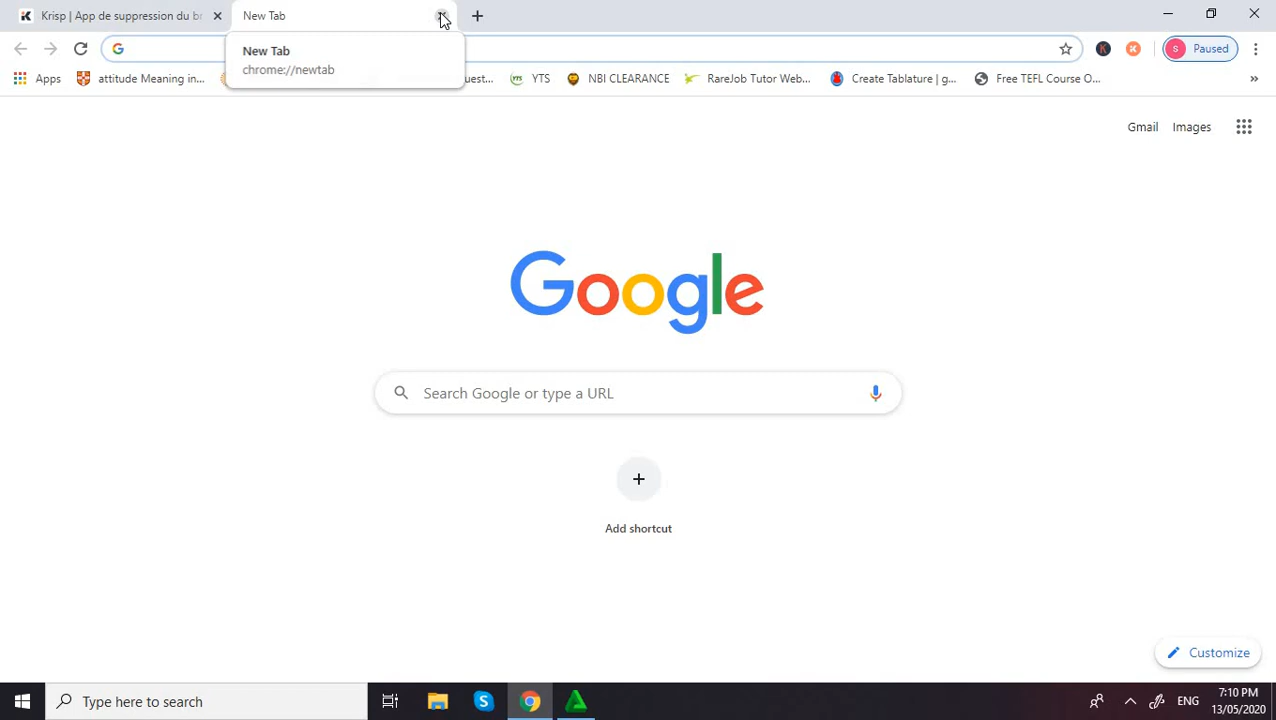 Krisp | App de suppression du br
New Tab
New Tab
chrome://newtab
Paused
Apps
attitude Meaning in...
uest...
YTS
NBI CLEARANCE
RareJob Tutor Web...
Create Tablature | g...
Free TEFL Course O...
Gmail
Images
Google
Search Google or type a URL
Add shortcut
Customize
Type here to search
ENG
7:10 PM
13/05/2020